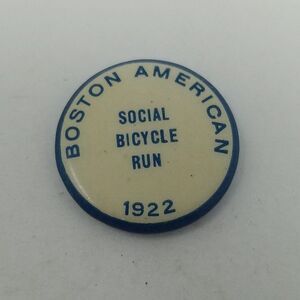 BOSTON AMERICAN
SOCIAL
BICYCLE
RUN
1922